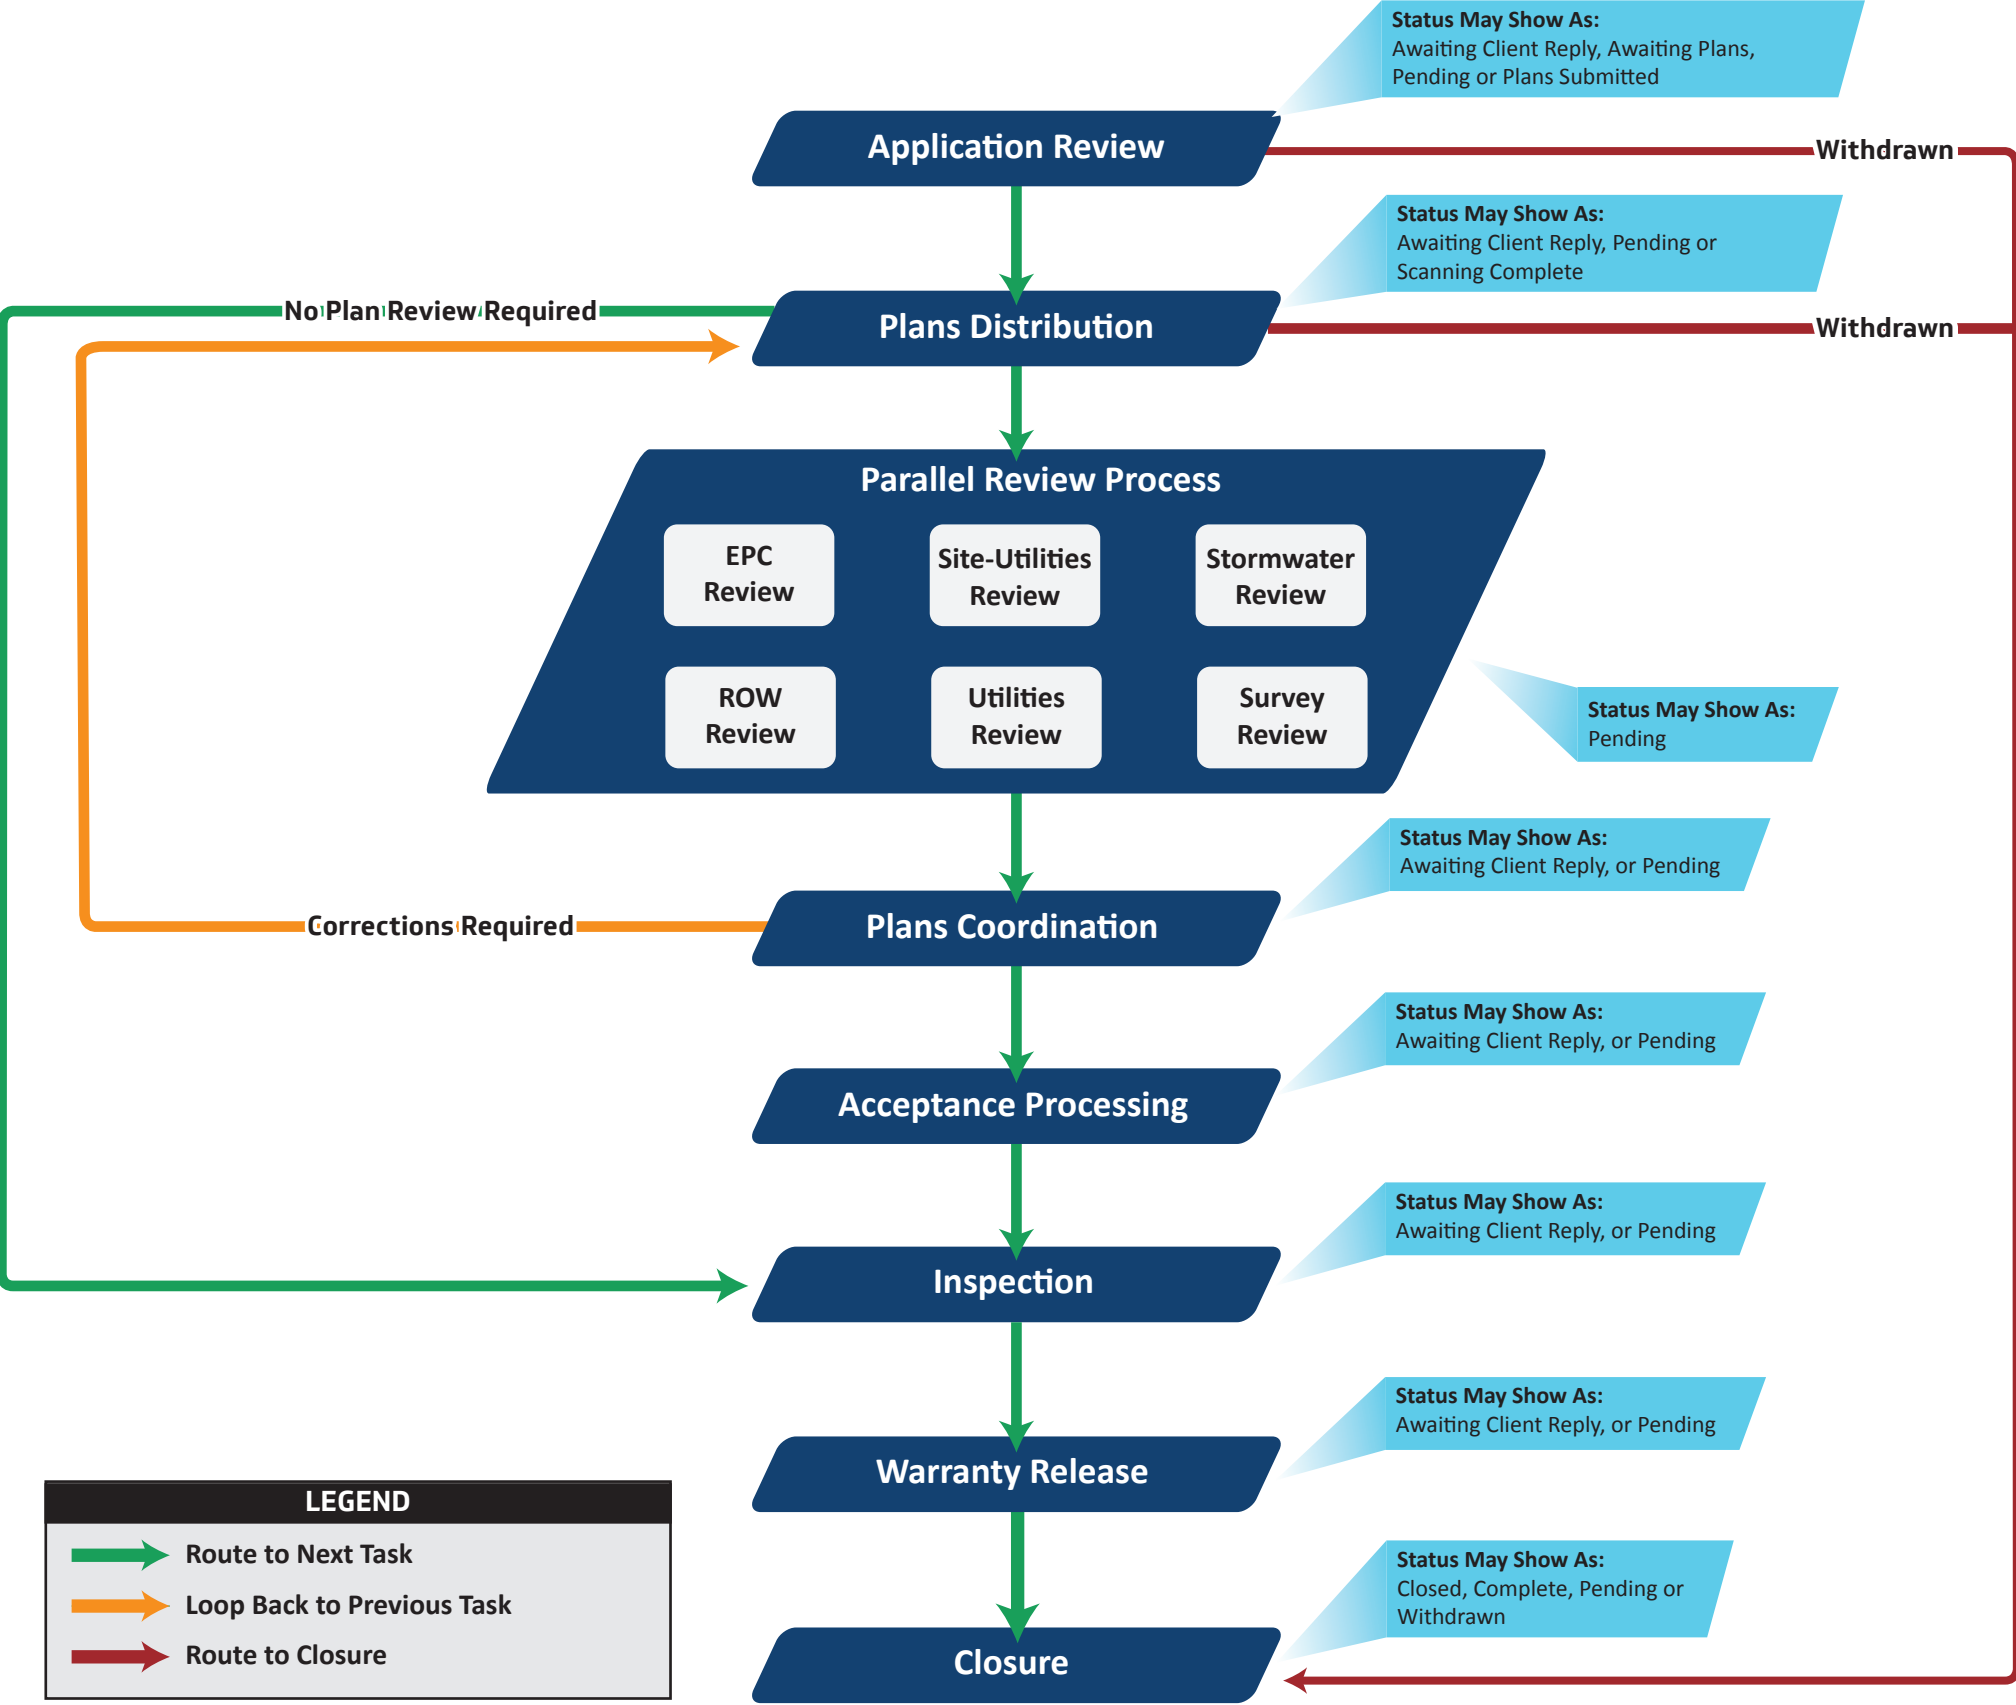 Status May Show As:
Awaiting Client Reply, Awaiting Plans,
Pending or Plans Submitted
Application Review
Withdrawn
Status May Show As:
Awaiting Client Reply, Pending or
Scanning Complete
No Plan Review Required
Plans Distribution
Withdrawn
Parallel Review Process
EPC
Review
Site-Utilities
Review
Stormwater
Review
ROW
Review
Utilities
Review
Survey
Review
Status May Show As:
Pending
Status May Show As:
Awaiting Client Reply, or Pending
Corrections Required
Plans Coordination
Status May Show As:
Awaiting Client Reply, or Pending
Acceptance Processing
Status May Show As:
Awaiting Client Reply, or Pending
Inspection
Status May Show As:
Awaiting Client Reply, or Pending
Warranty Release
LEGEND
Route to Next Task
Loop Back to Previous Task
Route to Closure
Status May Show As:
Closed, Complete, Pending or
Withdrawn
Closure